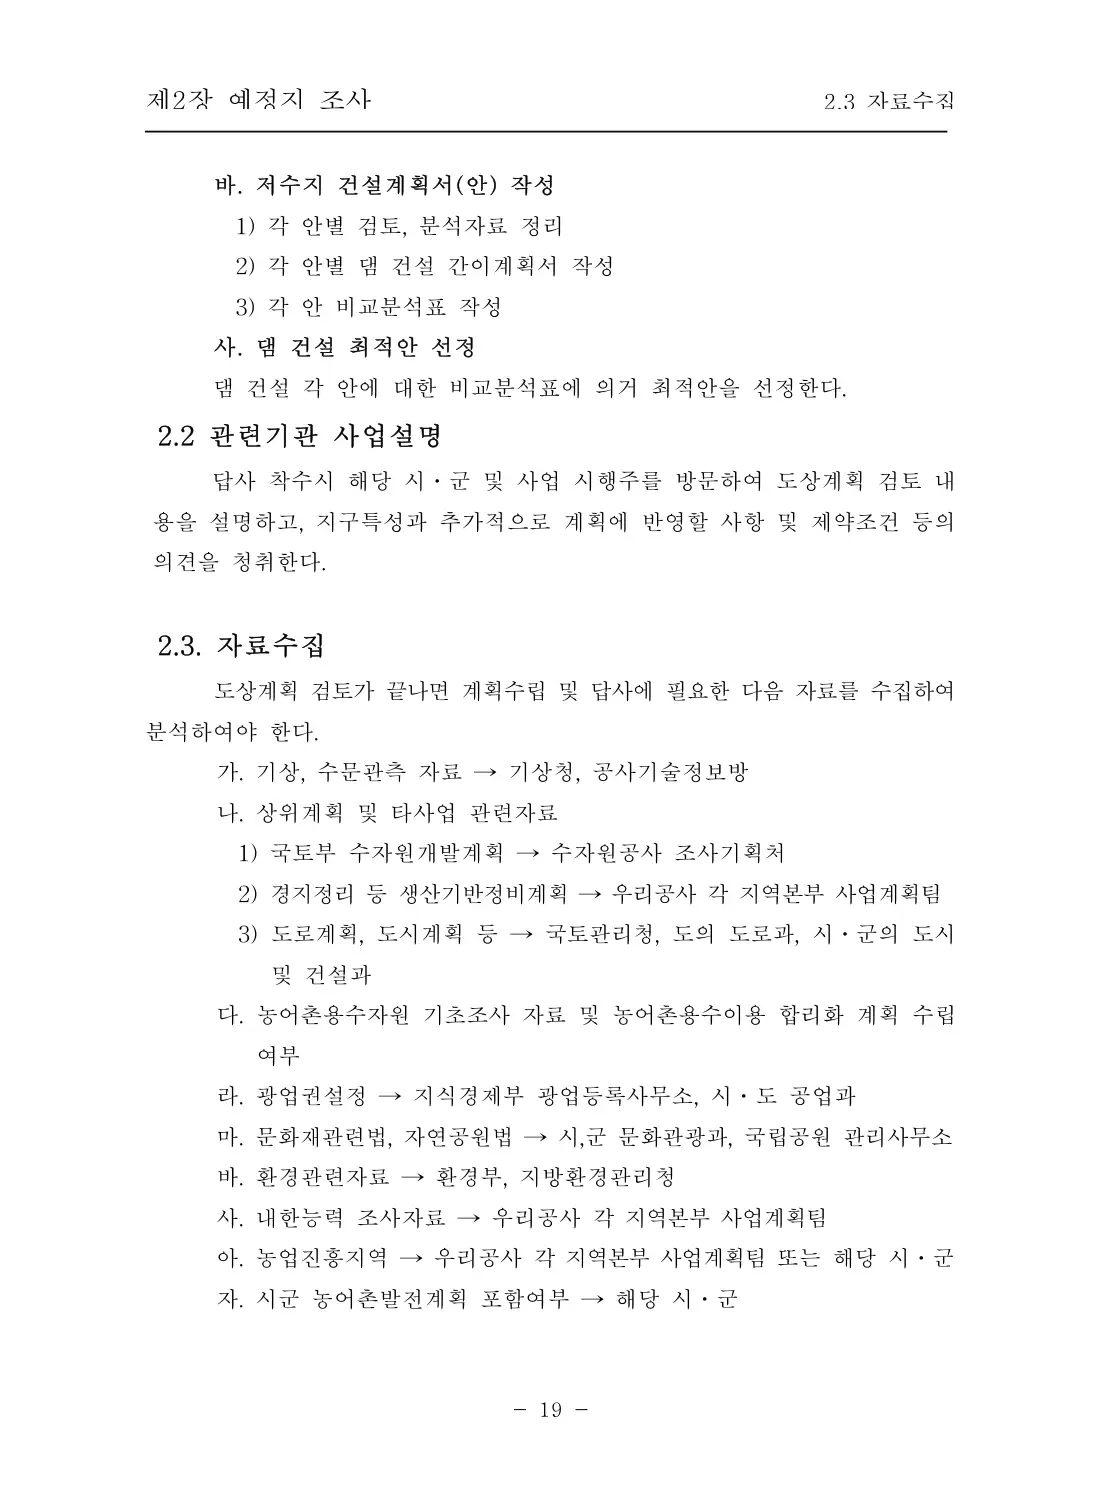 제2장 예정지 조사
2.3 자료수집
바. 저수지 건설계획서(안) 작성
1) 각 안별 검토, 분석자료 정리
2) 각 안별 댐 건설 간이계획서 작성
3) 각 안 비교분석표 작성
사. 댐 건설 최적안 선정
댐 건설 각 안에 대한 비교분석표에 의거 최적안을 선정한다.
2.2 관련기관 사업설명
답사 착수시 해당 시・군 및 사업 시행주를 방문하여 도상계획 검토 내
용을 설명하고, 지구특성과 추가적으로 계획에 반영할 사항 및 제약조건 등의
의견을 청취한다.
2.3. 자료수집
도상계획 검토가 끝나면 계획수립 및 답사에 필요한 다음 자료를 수집하여
분석하여야 한다.
가. 기상, 수문관측 자료 → 기상청, 공사기술정보방
나. 상위계획 및 타사업 관련자료
1) 국토부 수자원개발계획 → 수자원공사 조사기획처
2) 경지정리 등 생산기반정비계획 → 우리공사 각 지역본부 사업계획팀
3) 도로계획, 도시계획 등 → 국토관리청, 도의 도로과, 시・군의 도시
및 건설과
다. 농어촌용수자원 기초조사 자료 및 농어촌용수이용 합리화 계획 수립
여부
라. 광업권설정 → 지식경제부 광업등록사무소, 시・도 공업과
마. 문화재관련법, 자연공원법 → 시,군 문화관광과, 국립공원 관리사무소
바. 환경관련자료 → 환경부, 지방환경관리청
사. 내한능력 조사자료 → 우리공사 각 지역본부 사업계획팀
아. 농업진흥지역 → 우리공사 각 지역본부 사업계획팀 또는 해당 시・군
자. 시군 농어촌발전계획 포함여부 → 해당 시・군
- 19 -